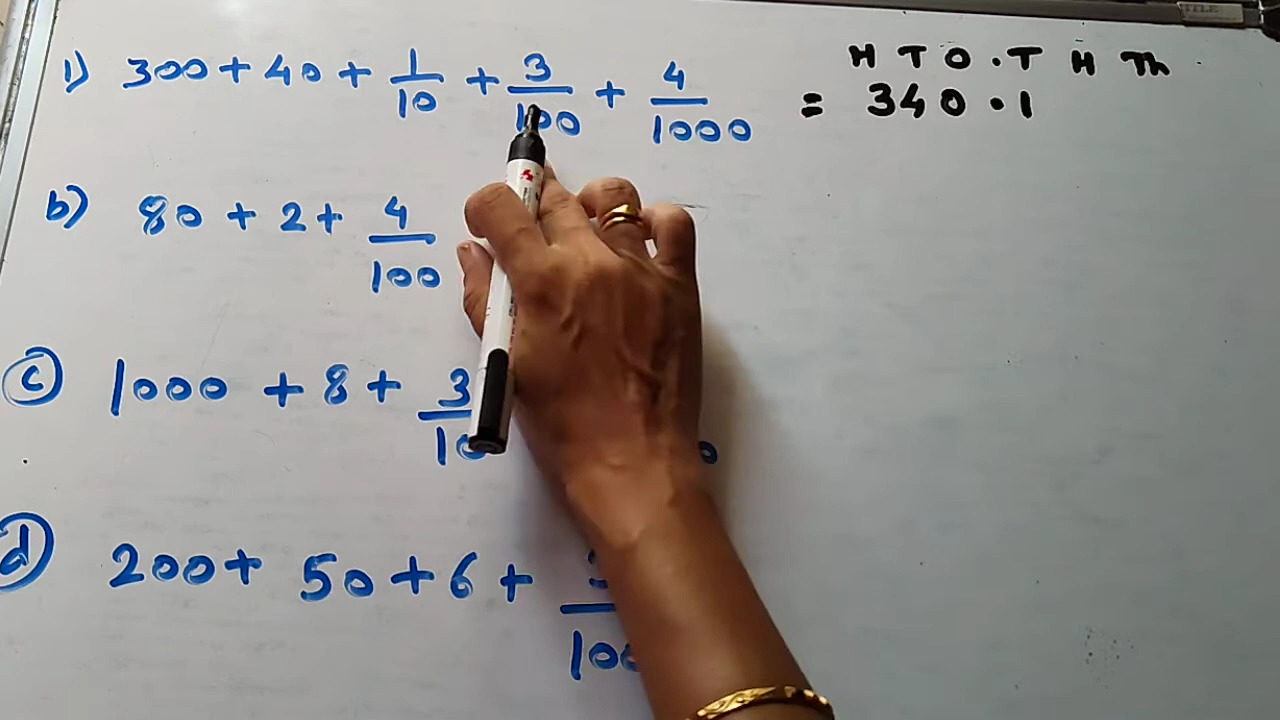 1) 300 + 40 + 1/10 + 3/100 + 4/1000
H T O . T H Th
= 340.1
b) 80 + 2 + 4/100
c) 1000 + 8 + 3/10
d) 200 + 50 + 6 +